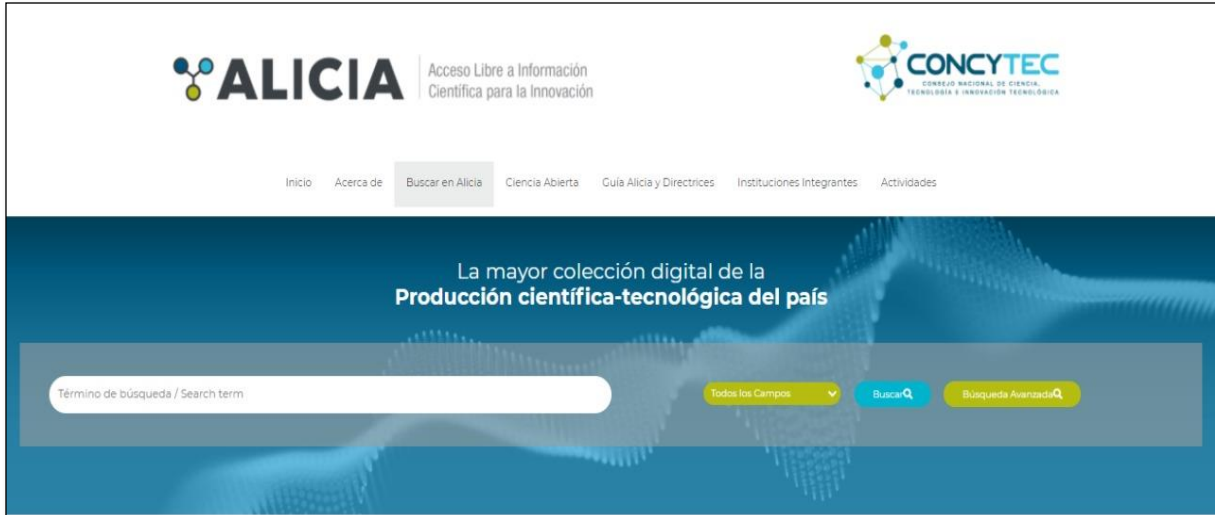 ALICIA
Acceso Libre a Información
Científica para la Innovación
CONCYTEC
CONSEJO NACIONAL DE CIENCIA,
TECNOLOGÍA E INNOVACIÓN TECNOLÓGICA
Inicio Acerca de Buscar en Alicia Ciencia Abierta Guía Alicia y Directrices Instituciones Integrantes Actividades
La mayor colección digital de la
Producción científica-tecnológica del país
Término de búsqueda / Search term Todos los Campos Buscar Búsqueda Avanzada